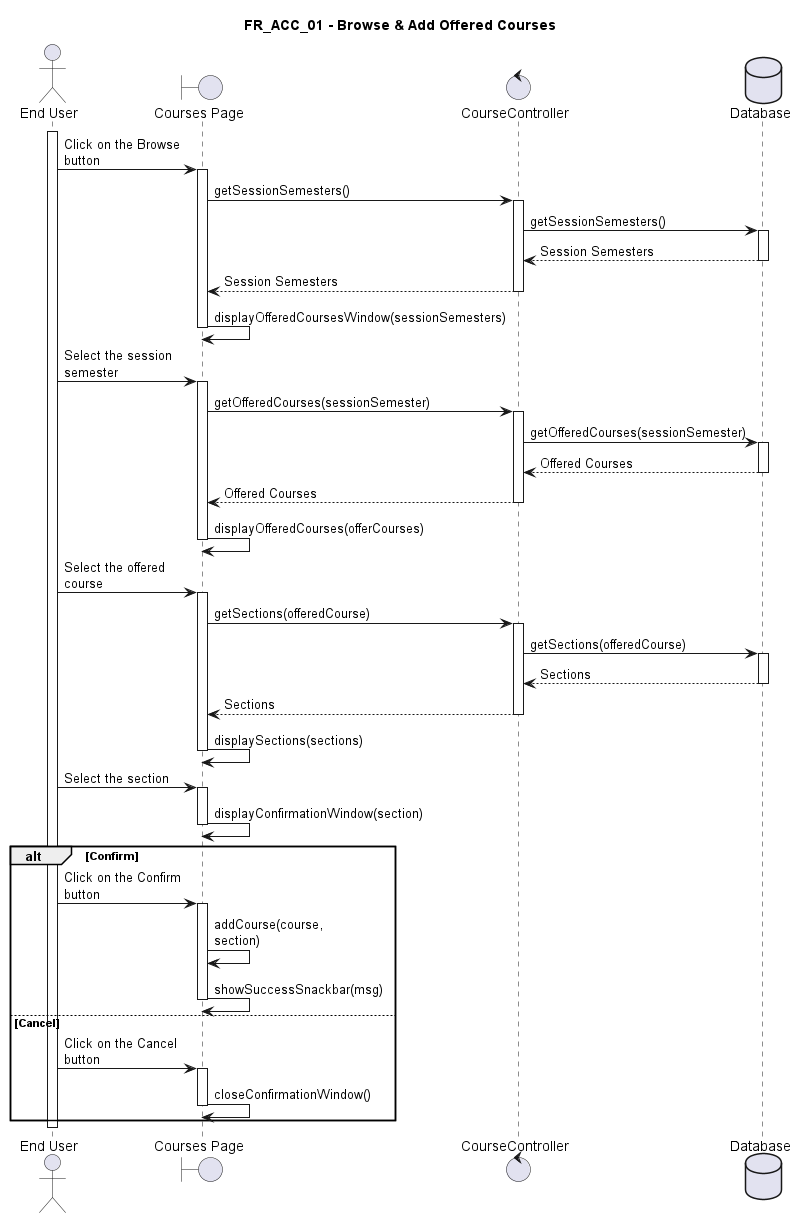 FR_ACC_01 - Browse & Add Offered Courses
End User
Courses Page
CourseController
Database
Click on the Browse
button
getSessionSemesters()
getSessionSemesters()
Session Semesters
Session Semesters
displayOfferedCoursesWindow(sessionSemesters)
Select the session
semester
getOfferedCourses(sessionSemester)
getOfferedCourses(sessionSemester)
Offered Courses
Offered Courses
displayOfferedCourses(offerCourses)
Select the offered
course
getSections(offeredCourse)
getSections(offeredCourse)
Sections
Sections
displaySections(sections)
Select the section
displayConfirmationWindow(section)
alt
[Confirm]
Click on the Confirm
button
addCourse(course,
section)
showSuccessSnackbar(msg)
[Cancel]
Click on the Cancel
button
closeConfirmationWindow()
End User
Courses Page
CourseController
Database